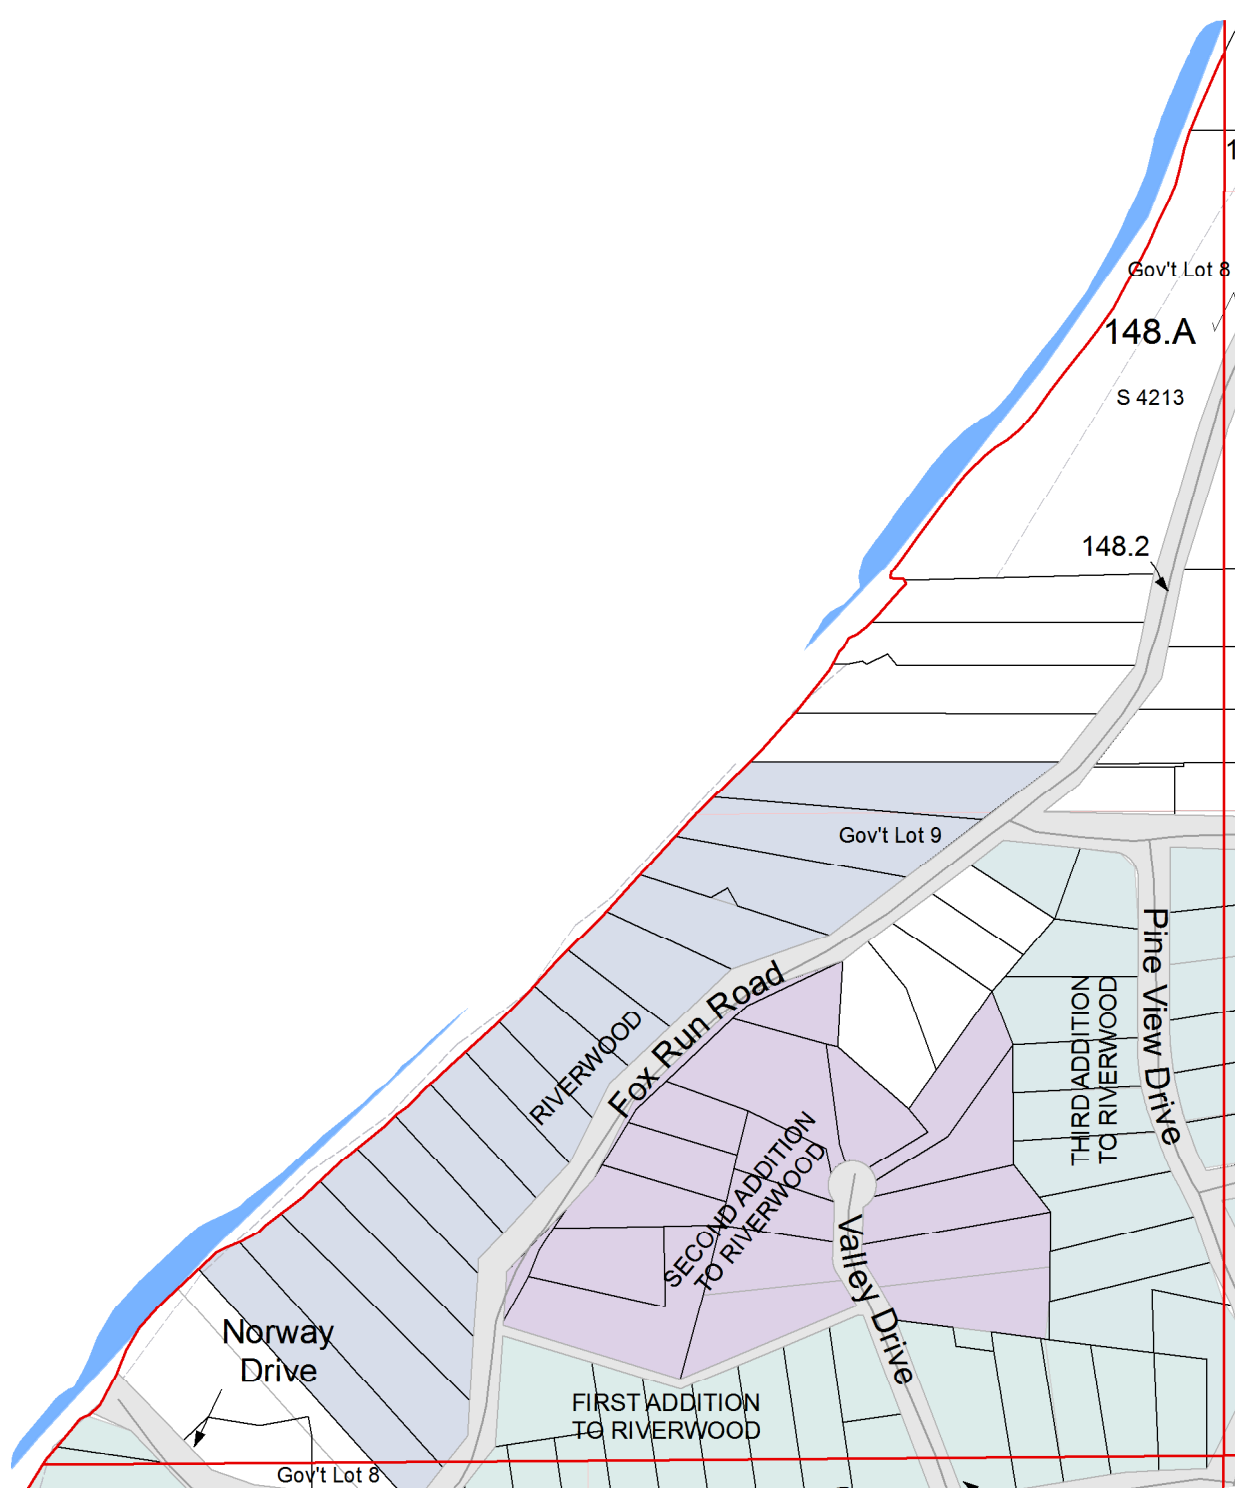 1
Gov't Lot 8
148.A
S 4213
148.2
Gov't Lot 9
Fox Run Road
RIVERWOOD
Pine View Drive
THIRD ADDITION
TO RIVERWOOD
SECOND ADDITION
TO RIVERWOOD
Valley Drive
Norway
Drive
FIRST ADDITION
TO RIVERWOOD
Gov't Lot 8